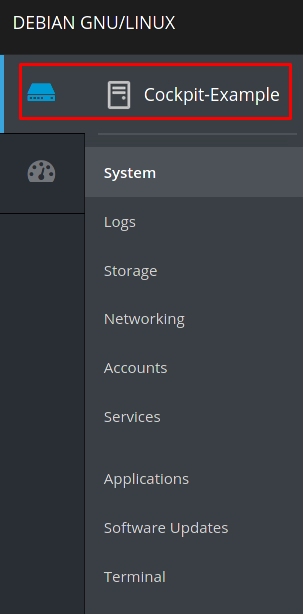 DEBIAN GNU/LINUX
Cockpit-Example
System
Logs
Storage
Networking
Accounts
Services
Applications
Software Updates
Terminal